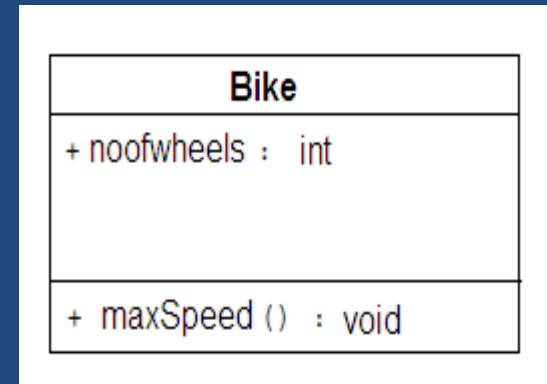 Bike
+ noofwheels : int
+ maxSpeed () : void